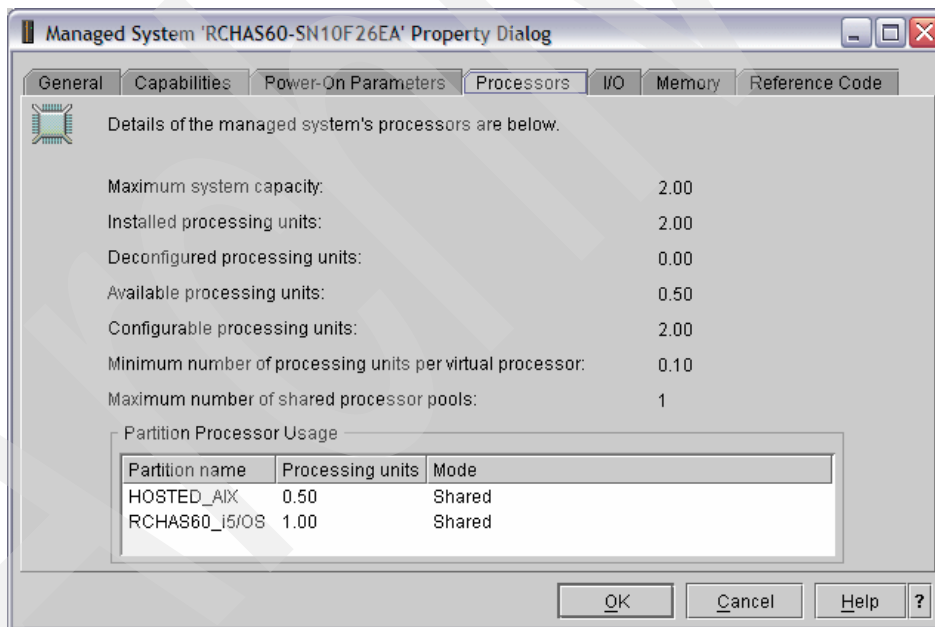 Managed System 'RCHAS60-SN10F26EA' Property Dialog
General Capabilities Power-On Parameters Processors I/O Memory Reference Code
Details of the managed system's processors are below.
Maximum system capacity: 2.00
Installed processing units: 2.00
Deconfigured processing units: 0.00
Available processing units: 0.50
Configurable processing units: 2.00
Minimum number of processing units per virtual processor: 0.10
Maximum number of shared processor pools: 1
Partition Processor Usage
Partition name Processing units Mode
HOSTED_AIX 0.50 Shared
RCHAS60_i5/OS 1.00 Shared
OK Cancel Help ?